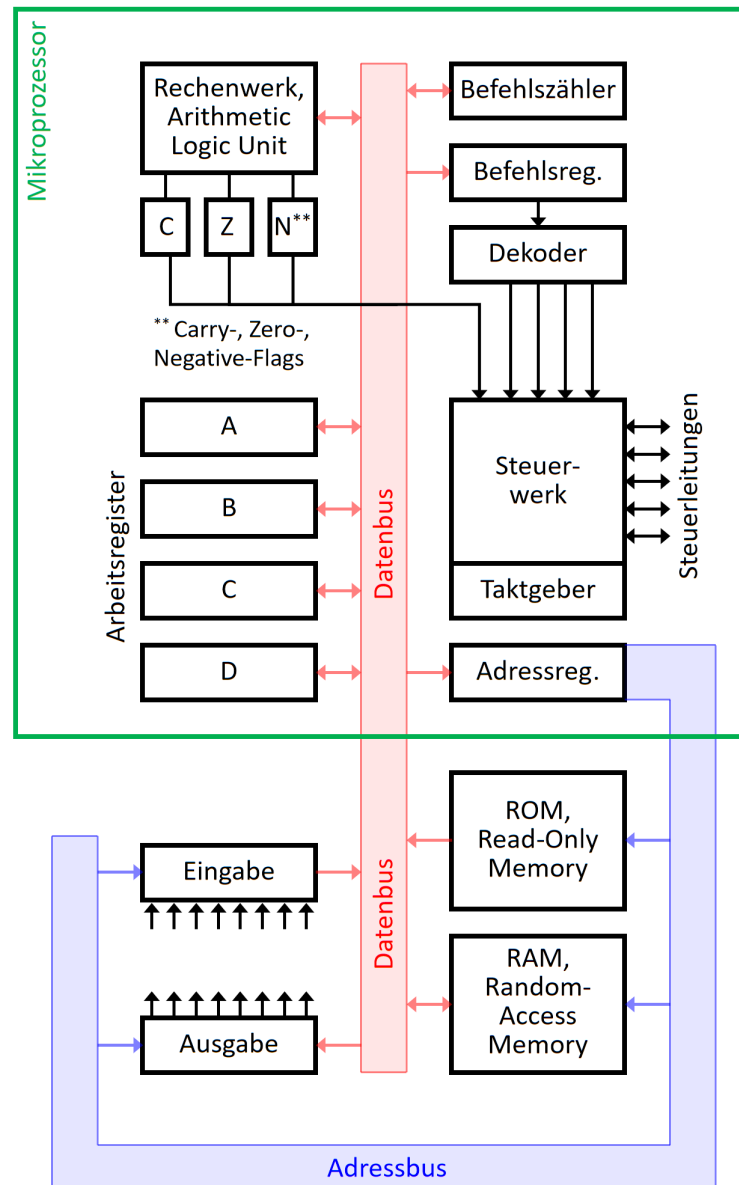 Mikroprozessor
Rechenwerk,
Arithmetic
Logic Unit
C
Z
N**
** Carry-, Zero-,
Negative-Flags
Befehlszähler
Befehlsreg.
Dekoder
Steuer-
werk
Taktgeber
Steuerleitungen
Arbeitsregister
A
B
C
D
Datenbus
Adressreg.
Eingabe
Ausgabe
Datenbus
ROM,
Read-Only
Memory
RAM,
Random-
Access
Memory
Adressbus